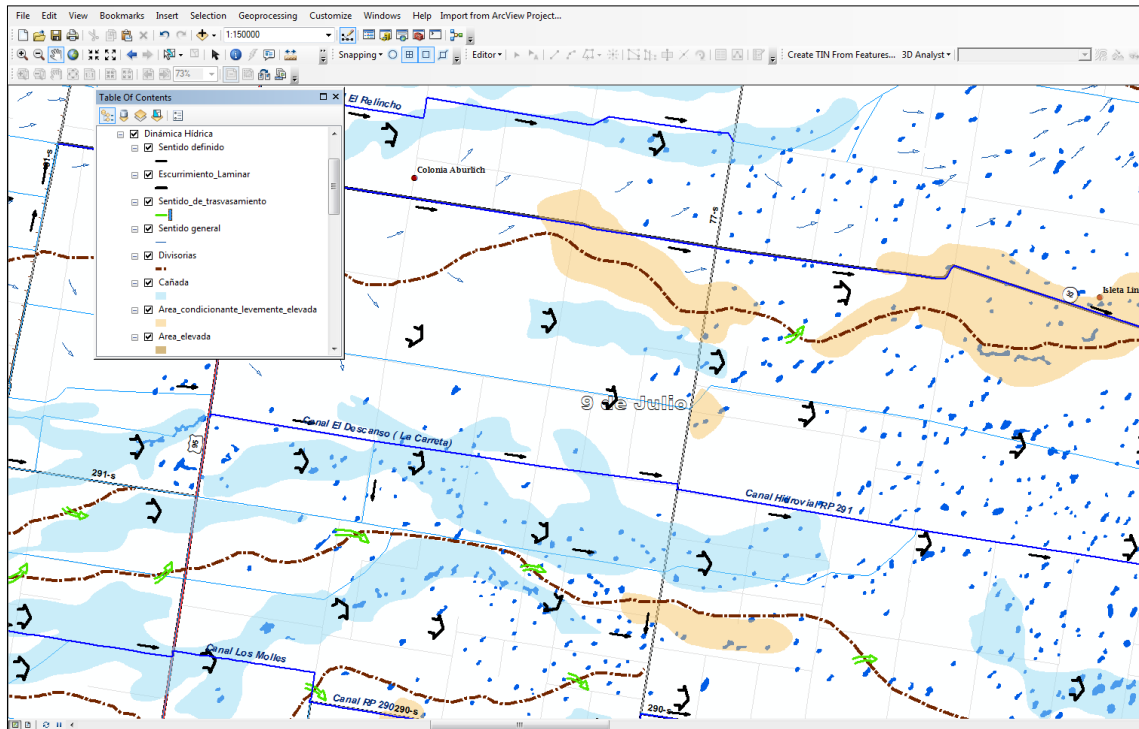 File Edit View Bookmarks Insert Selection Geoprocessing Customize Windows Help Import from ArcView Project...
1:150000
Snapping Editor Create TIN From Features... 3D Analyst
73%
Table Of Contents
Dinámica Hídrica
Sentido definido
Escurrimiento_Laminar
Sentido_de_trasvasamiento
Sentido general
Divisorias
Cañada
Area_condicionante_levemente_elevada
Area_elevada
El Relincho
Colonia Aburlich
77-s
Isleta Lin
9 de Julio
Canal El Descanso ( La Carreta)
95
291-s
Canal Hidrovial RP 291
Canal Los Molles
Canal RP 290
290-s
290-s